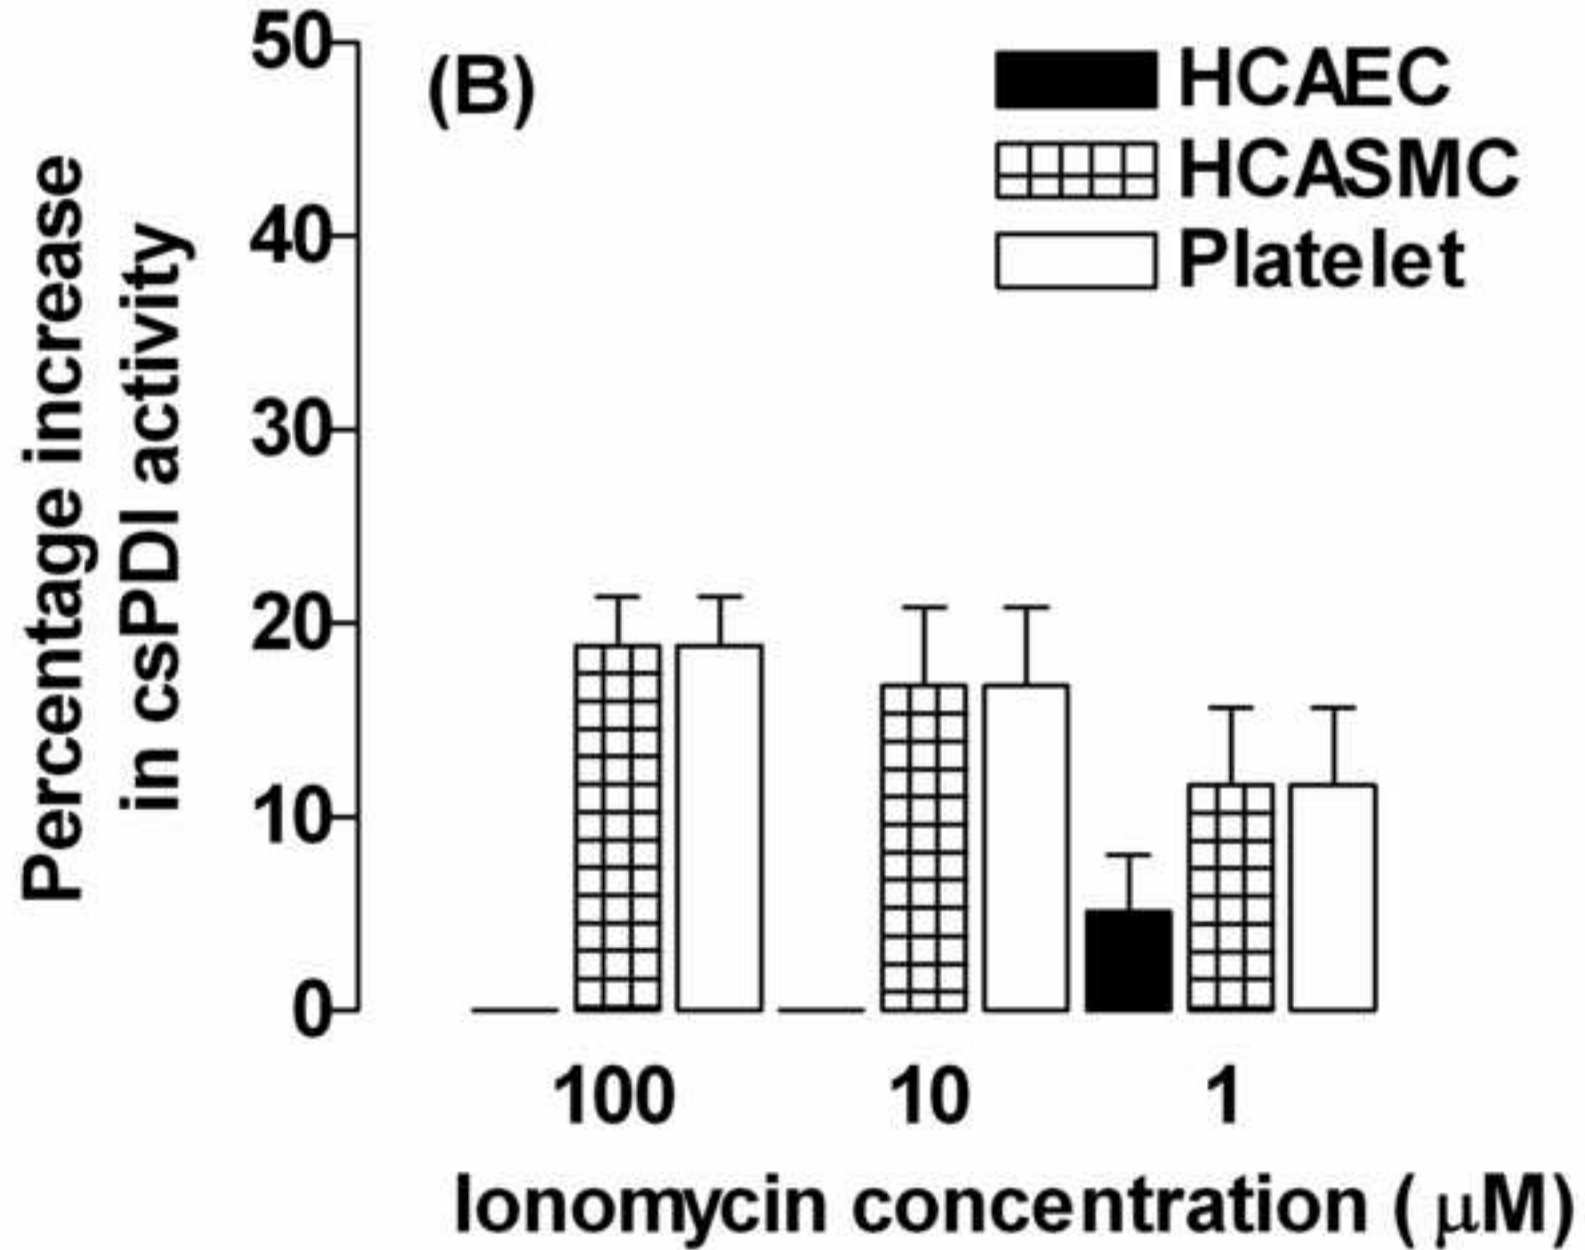 (B)
HCAEC
HCASMC
Platelet
Percentage increase
in csPDI activity
50
40
30
20
10
0
100 10 1
Ionomycin concentration ( μM)